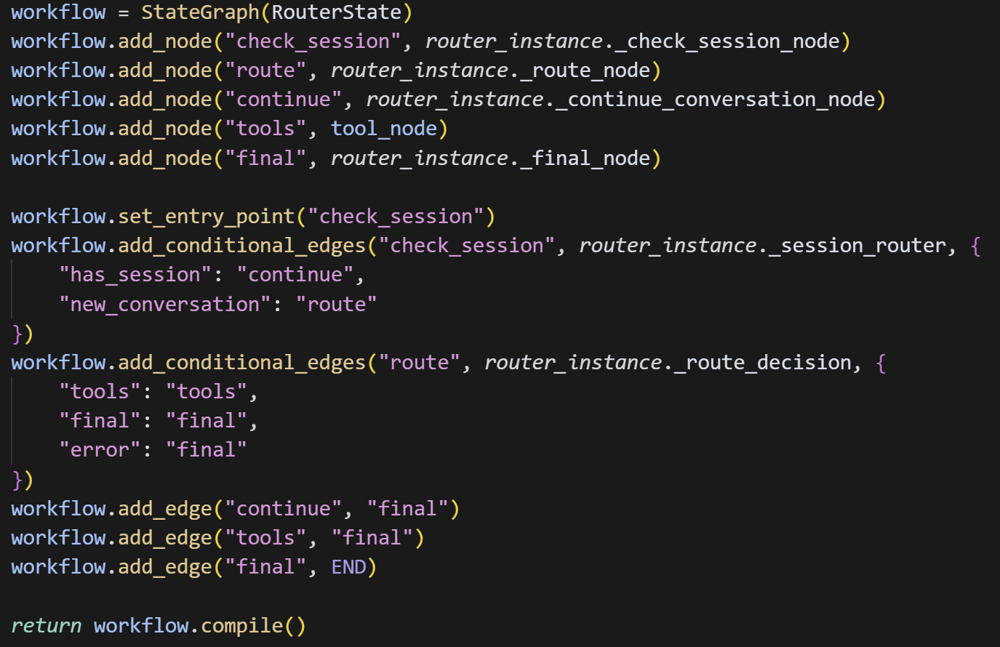 workflow = StateGraph(RouterState)
workflow.add_node("check_session", router_instance._check_session_node)
workflow.add_node("route", router_instance._route_node)
workflow.add_node("continue", router_instance._continue_conversation_node)
workflow.add_node("tools", tool_node)
workflow.add_node("final", router_instance._final_node)

workflow.set_entry_point("check_session")
workflow.add_conditional_edges("check_session", router_instance._session_router, {
    "has_session": "continue",
    "new_conversation": "route"
})
workflow.add_conditional_edges("route", router_instance._route_decision, {
    "tools": "tools",
    "final": "final",
    "error": "final"
})
workflow.add_edge("continue", "final")
workflow.add_edge("tools", "final")
workflow.add_edge("final", END)

return workflow.compile()